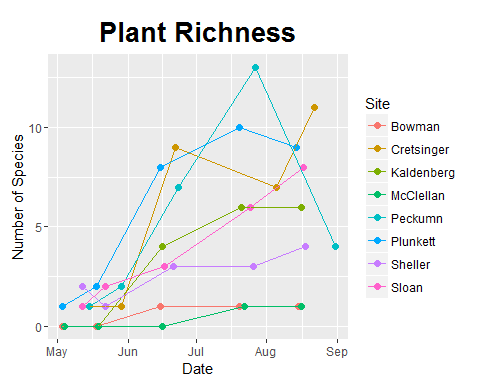 Plant Richness
Number of Species
10
5
0
May Jun Jul Aug Sep
Date
Site
Bowman
Cretsinger
Kaldenberg
McClellan
Peckumn
Plunkett
Sheller
Sloan